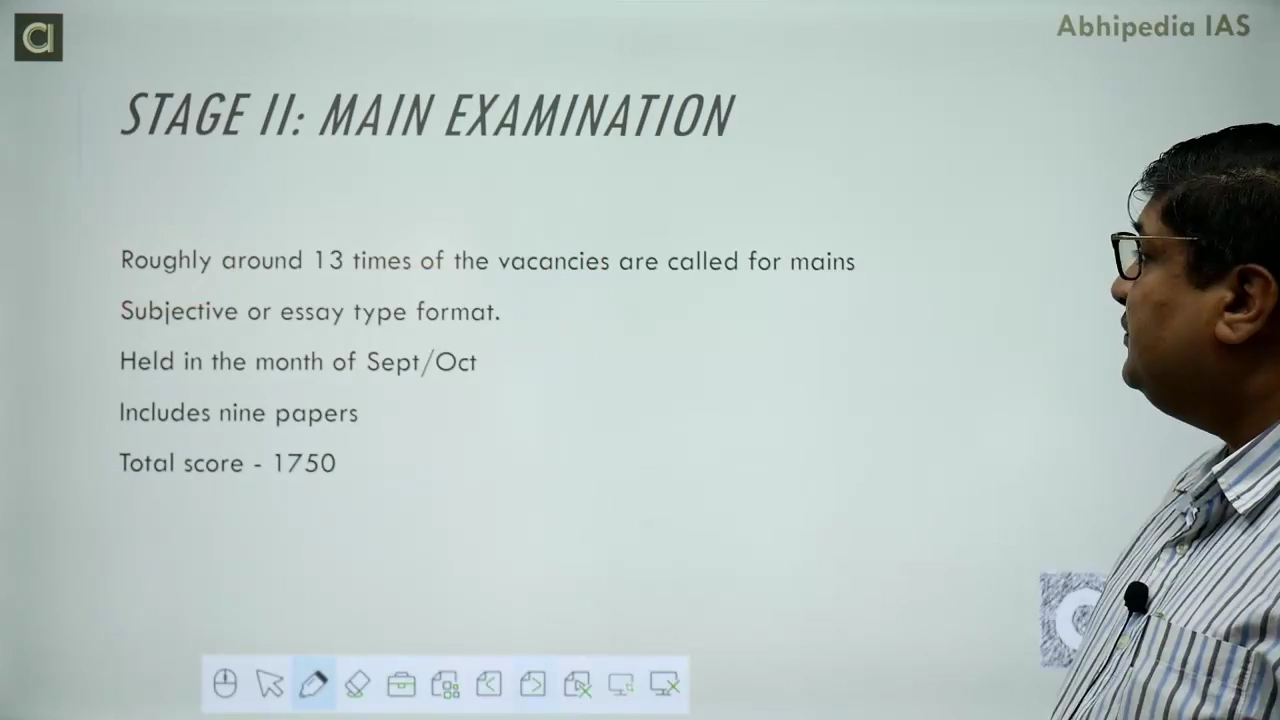 Abhipedia IAS
STAGE II: MAIN EXAMINATION
Roughly around 13 times of the vacancies are called for mains
Subjective or essay type format.
Held in the month of Sept/Oct
Includes nine papers
Total score - 1750